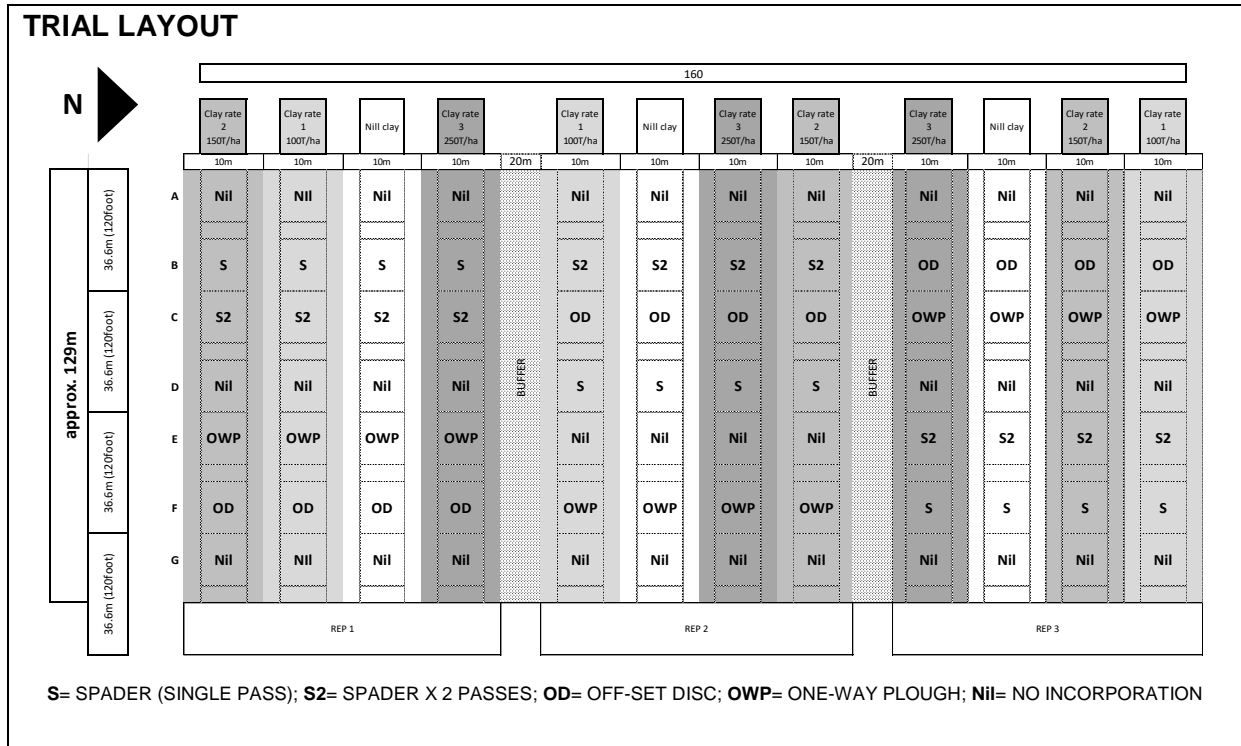 TRIAL LAYOUT
N
160
Clay rate
2
150T/ha
Clay rate
1
100T/ha
Nill clay
Clay rate
3
250T/ha
Clay rate
1
100T/ha
Nill clay
Clay rate
3
250T/ha
Clay rate
2
150T/ha
Clay rate
3
250T/ha
Nill clay
Clay rate
2
150T/ha
Clay rate
1
100T/ha
10m 10m 10m 10m 20m 10m 10m 10m 10m 20m 10m 10m 10m 10m
approx. 129m
36.6m (120foot)
36.6m (120foot)
36.6m (120foot)
36.6m (120foot)
A Nil Nil Nil Nil Nil Nil Nil Nil Nil Nil Nil Nil
B S S S S S2 S2 S2 S2 OD OD OD OD
C S2 S2 S2 S2 OD OD OD OD OWP OWP OWP OWP
D Nil Nil Nil Nil S S S S Nil Nil Nil Nil
E OWP OWP OWP OWP Nil Nil Nil Nil S2 S2 S2 S2
F OD OD OD OD OWP OWP OWP OWP S S S S
G Nil Nil Nil Nil Nil Nil Nil Nil Nil Nil Nil Nil
BUFFER
BUFFER
REP 1 REP 2 REP 3
S= SPADER (SINGLE PASS); S2= SPADER X 2 PASSES; OD= OFF-SET DISC; OWP= ONE-WAY PLOUGH; Nil= NO INCORPORATION